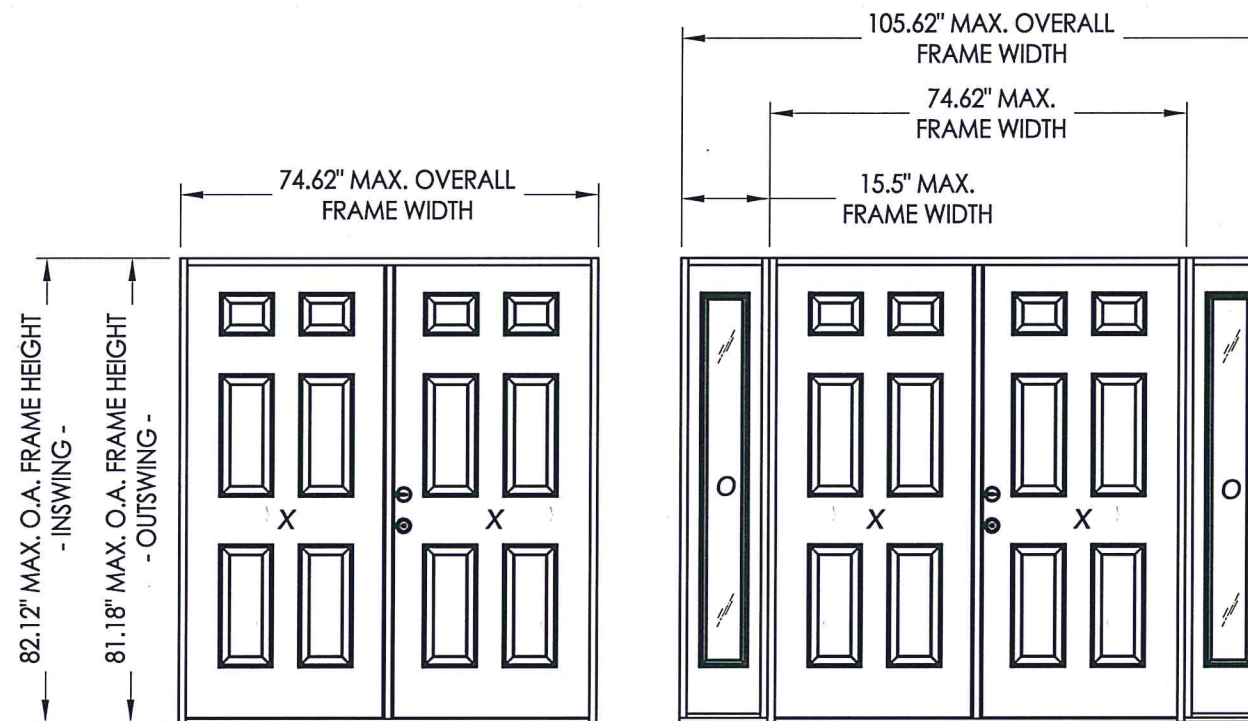 105.62" MAX. OVERALL
FRAME WIDTH
74.62" MAX.
FRAME WIDTH
74.62" MAX. OVERALL
FRAME WIDTH
15.5" MAX.
FRAME WIDTH
82.12" MAX. O.A. FRAME HEIGHT
- INSWING -
81.18" MAX. O.A. FRAME HEIGHT
- OUTSWING -
X
X
O
X
X
O